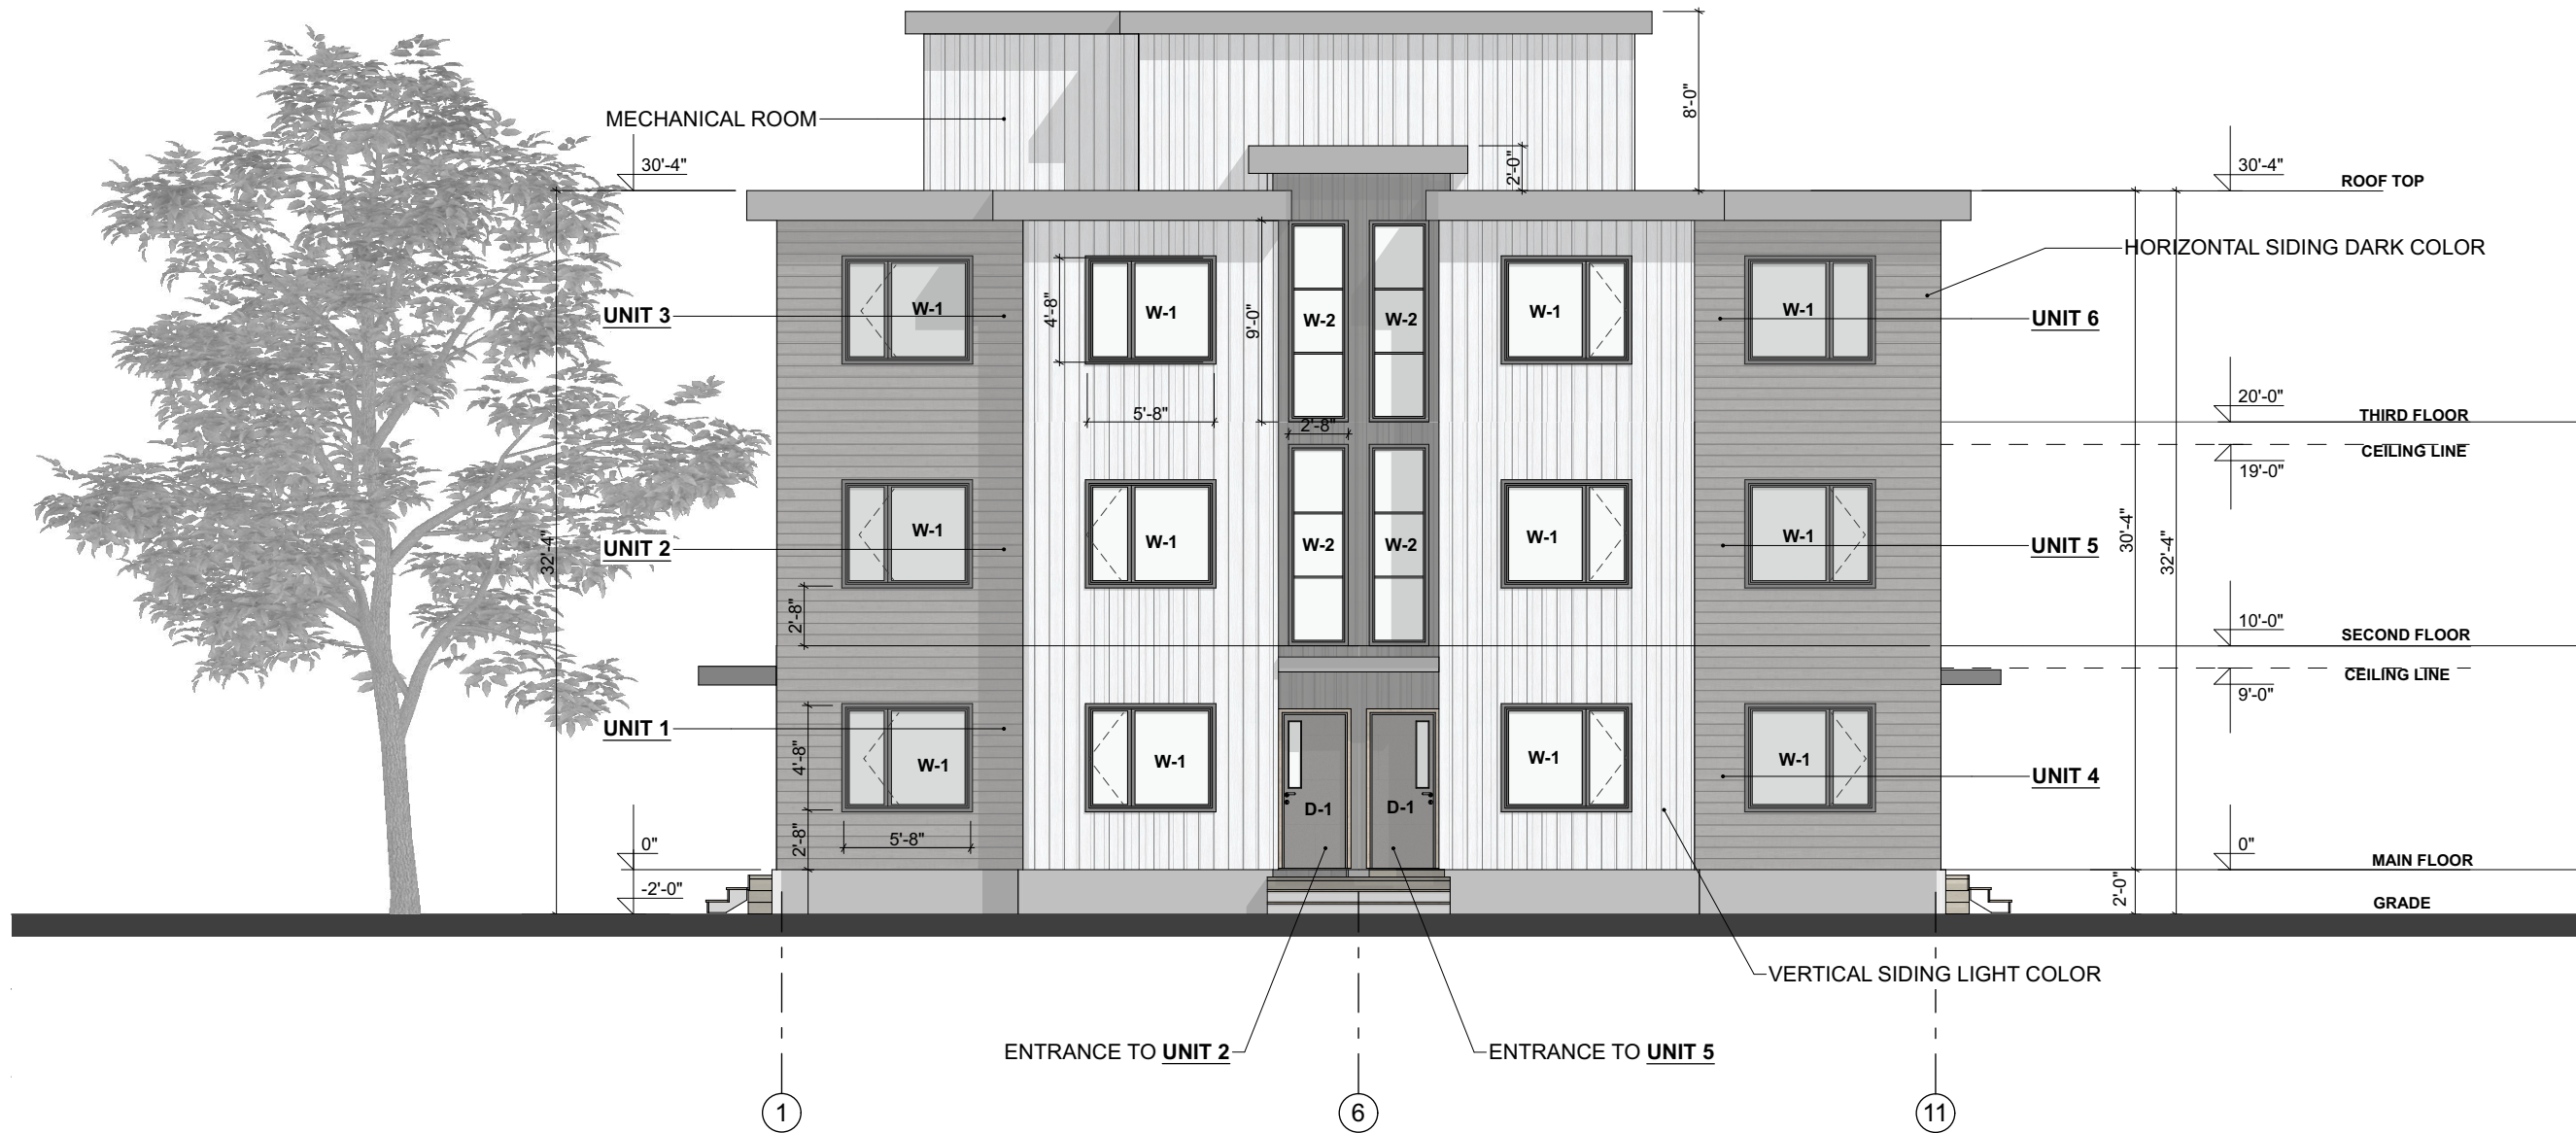 8'-0"
MECHANICAL ROOM
2'-0"
30'-4"
30'-4"
ROOF TOP
HORIZONTAL SIDING DARK COLOR
UNIT 3
W-1
4'-8"
W-1
9'-0"
W-2
W-2
W-1
W-1
UNIT 6
5'-8"
2'-8"
20'-0"
THIRD FLOOR
CEILING LINE
19'-0"
32'-4"
UNIT 2
W-1
W-1
W-2
W-2
W-1
W-1
UNIT 5
30'-4"
32'-4"
2'-8"
10'-0"
SECOND FLOOR
CEILING LINE
9'-0"
UNIT 1
4'-8"
W-1
W-1
D-1
D-1
W-1
W-1
UNIT 4
2'-8"
5'-8"
0"
0"
MAIN FLOOR
-2'-0"
2'-0"
GRADE
VERTICAL SIDING LIGHT COLOR
ENTRANCE TO UNIT 2
ENTRANCE TO UNIT 5
1
6
11